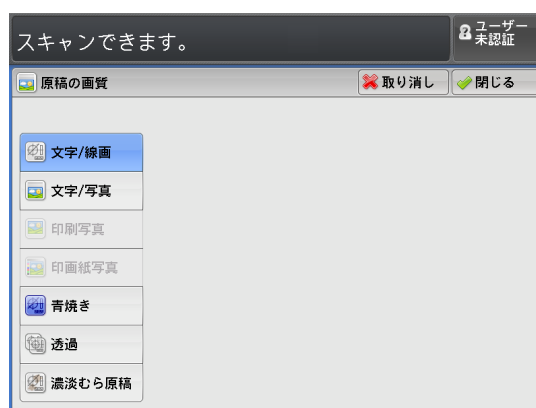 スキャンできます。
ユーザー
未認証
原稿の画質
取り消し
閉じる
文字/線画
文字/写真
印刷写真
印画紙写真
青焼き
透過
濃淡むら原稿